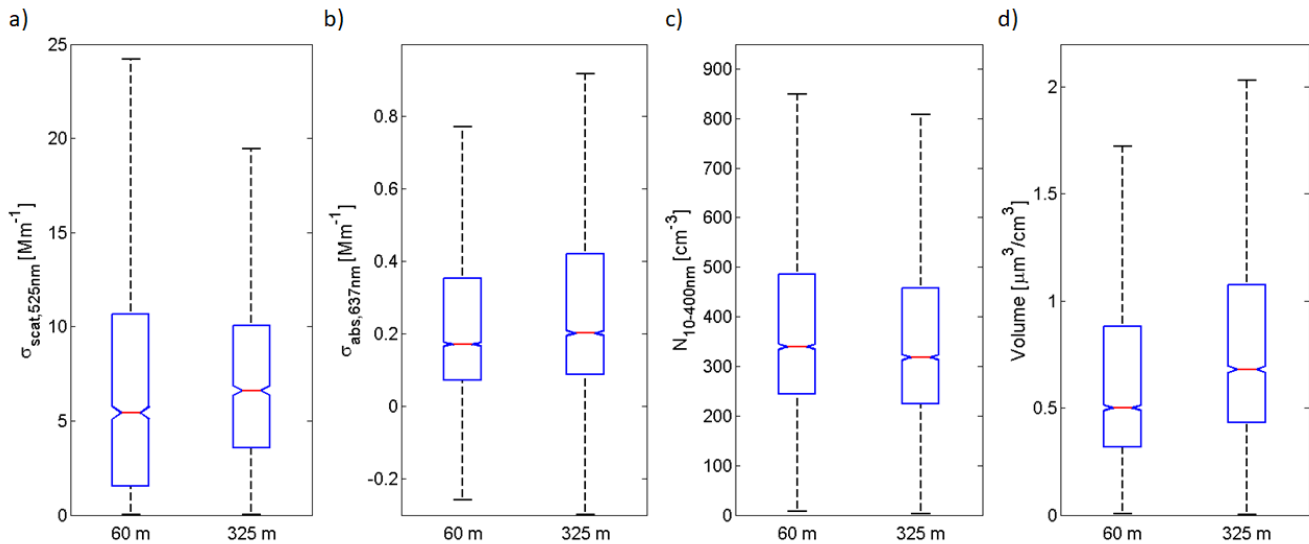 a)
b)
c)
d)
σscat,525nm [Mm⁻¹]
25
20
15
10
5
0
60 m 325 m
σabs,637nm [Mm⁻¹]
0.8
0.6
0.4
0.2
0
-0.2
60 m 325 m
N10-400nm [cm⁻³]
900
800
700
600
500
400
300
200
100
0
60 m 325 m
Volume [μm³/cm³]
2
1.5
1
0.5
0
60 m 325 m